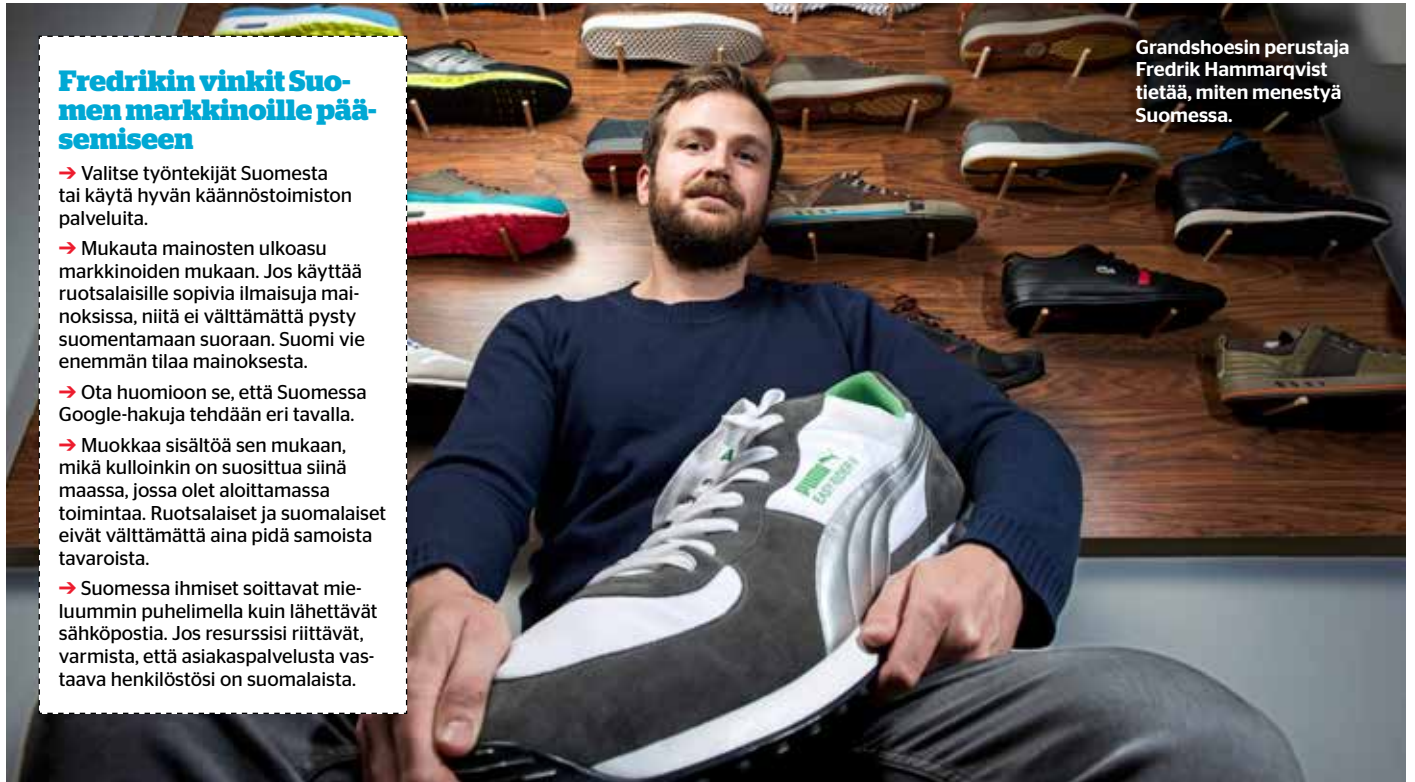 Fredrikin vinkit Suo-
men markkinoille pää-
semiseen
➔ Valitse työntekijät Suomesta
tai käytä hyvän käännöstoimiston
palveluita.
➔ Mukauta mainosten ulkoasu
markkinoiden mukaan. Jos käyttää
ruotsalaisille sopivia ilmaisuja mai-
noksissa, niitä ei välttämättä pysty
suomentamaan suoraan. Suomi vie
enemmän tilaa mainoksesta.
➔ Ota huomioon se, että Suomessa
Google-hakuja tehdään eri tavalla.
➔ Muokkaa sisältöä sen mukaan,
mikä kulloinkin on suosittua siinä
maassa, jossa olet aloittamassa
toimintaa. Ruotsalaiset ja suomalaiset
eivät välttämättä aina pidä samoista
tavaroista.
➔ Suomessa ihmiset soittavat mie-
luummin puhelimella kuin lähettävät
sähköpostia. Jos resurssisi riittävät,
varmista, että asiakaspalvelusta vas-
taava henkilöstösi on suomalaista.
Grandshoesin perustaja
Fredrik Hammarqvist
tietää, miten menestyä
Suomessa.
PUMA
EASY RIDER